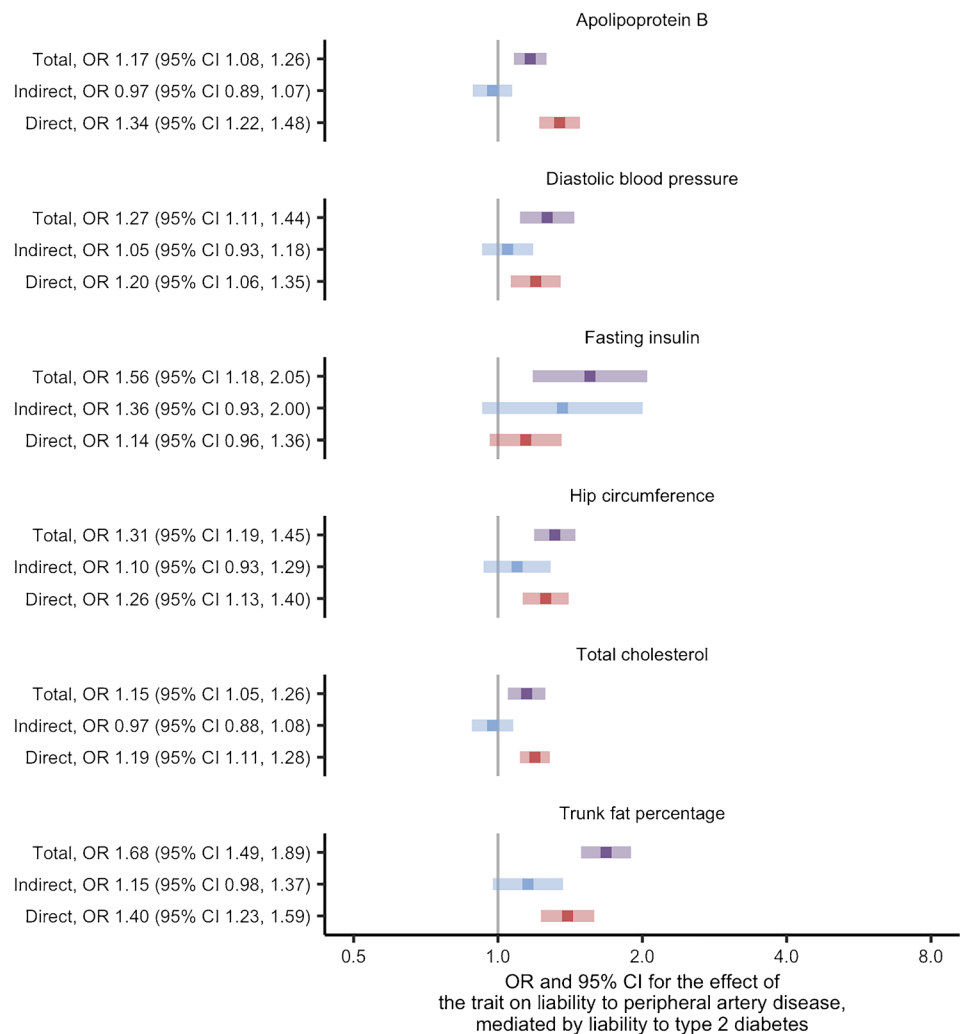 Apolipoprotein B
Total, OR 1.17 (95% CI 1.08, 1.26)
Indirect, OR 0.97 (95% CI 0.89, 1.07)
Direct, OR 1.34 (95% CI 1.22, 1.48)
Diastolic blood pressure
Total, OR 1.27 (95% CI 1.11, 1.44)
Indirect, OR 1.05 (95% CI 0.93, 1.18)
Direct, OR 1.20 (95% CI 1.06, 1.35)
Fasting insulin
Total, OR 1.56 (95% CI 1.18, 2.05)
Indirect, OR 1.36 (95% CI 0.93, 2.00)
Direct, OR 1.14 (95% CI 0.96, 1.36)
Hip circumference
Total, OR 1.31 (95% CI 1.19, 1.45)
Indirect, OR 1.10 (95% CI 0.93, 1.29)
Direct, OR 1.26 (95% CI 1.13, 1.40)
Total cholesterol
Total, OR 1.15 (95% CI 1.05, 1.26)
Indirect, OR 0.97 (95% CI 0.88, 1.08)
Direct, OR 1.19 (95% CI 1.11, 1.28)
Trunk fat percentage
Total, OR 1.68 (95% CI 1.49, 1.89)
Indirect, OR 1.15 (95% CI 0.98, 1.37)
Direct, OR 1.40 (95% CI 1.23, 1.59)
0.5 1.0 2.0 4.0 8.0
OR and 95% CI for the effect of
the trait on liability to peripheral artery disease,
mediated by liability to type 2 diabetes